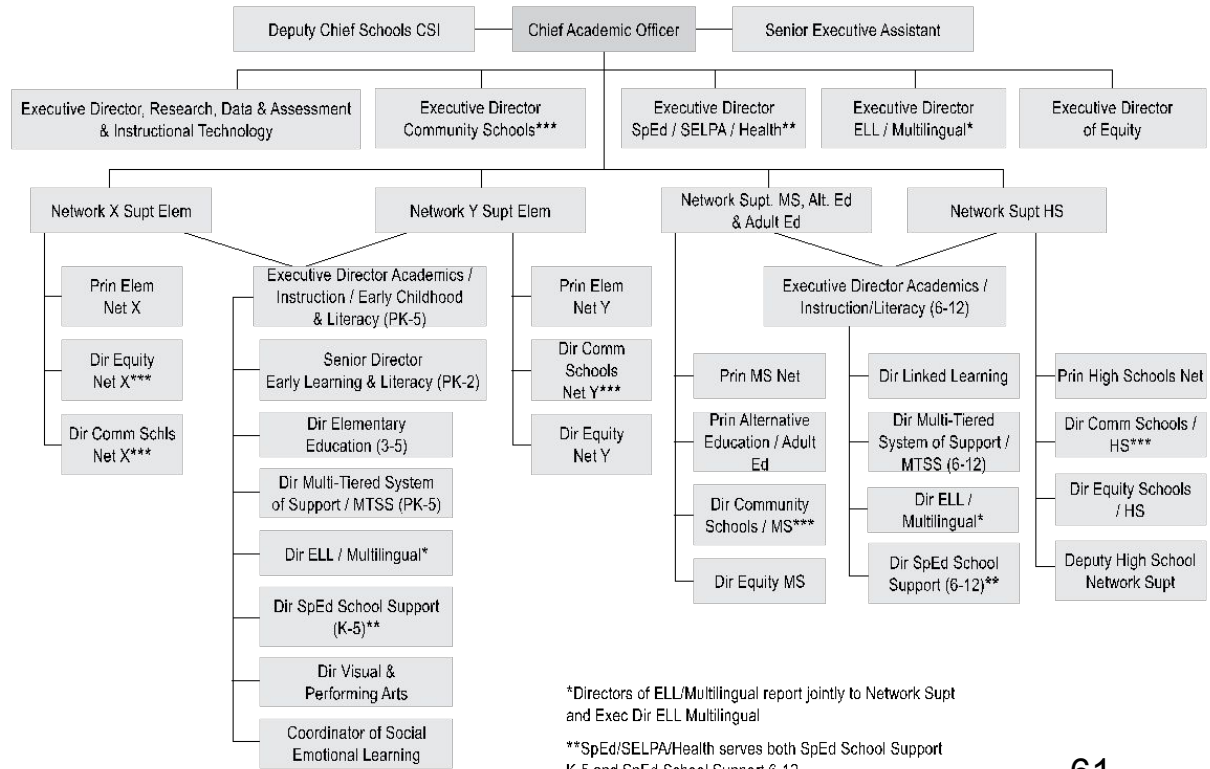 Deputy Chief Schools CSI
Chief Academic Officer
Senior Executive Assistant
Executive Director, Research, Data & Assessment
& Instructional Technology
Executive Director
Community Schools***
Executive Director
SpEd / SELPA / Health**
Executive Director
ELL / Multilingual*
Executive Director
of Equity
Network X Supt Elem
Network Y Supt Elem
Network Supt. MS, Alt. Ed
& Adult Ed
Network Supt HS
Prin Elem
Net X
Dir Equity
Net X***
Dir Comm Schls
Net X***
Executive Director Academics /
Instruction / Early Childhood
& Literacy (PK-5)
Senior Director
Early Learning & Literacy (PK-2)
Dir Elementary
Education (3-5)
Dir Multi-Tiered System
of Support / MTSS (PK-5)
Dir ELL / Multilingual*
Dir SpEd School Support
(K-5)**
Dir Visual &
Performing Arts
Coordinator of Social
Emotional Learning
Prin Elem
Net Y
Dir Comm
Schools
Net Y***
Dir Equity
Net Y
Executive Director Academics /
Instruction/Literacy (6-12)
Prin MS Net
Prin Alternative
Education / Adult
Ed
Dir Community
Schools / MS***
Dir Equity MS
Dir Linked Learning
Dir Multi-Tiered
System of Support /
MTSS (6-12)
Dir ELL /
Multilingual*
Dir SpEd School
Support (6-12)**
Prin High Schools Net
Dir Comm Schools /
HS***
Dir Equity Schools
/ HS
Deputy High School
Network Supt
*Directors of ELL/Multilingual report jointly to Network Supt
and Exec Dir ELL Multilingual
**SpEd/SELPA/Health serves both SpEd School Support
K-5 and SpEd School Support 6-12
61